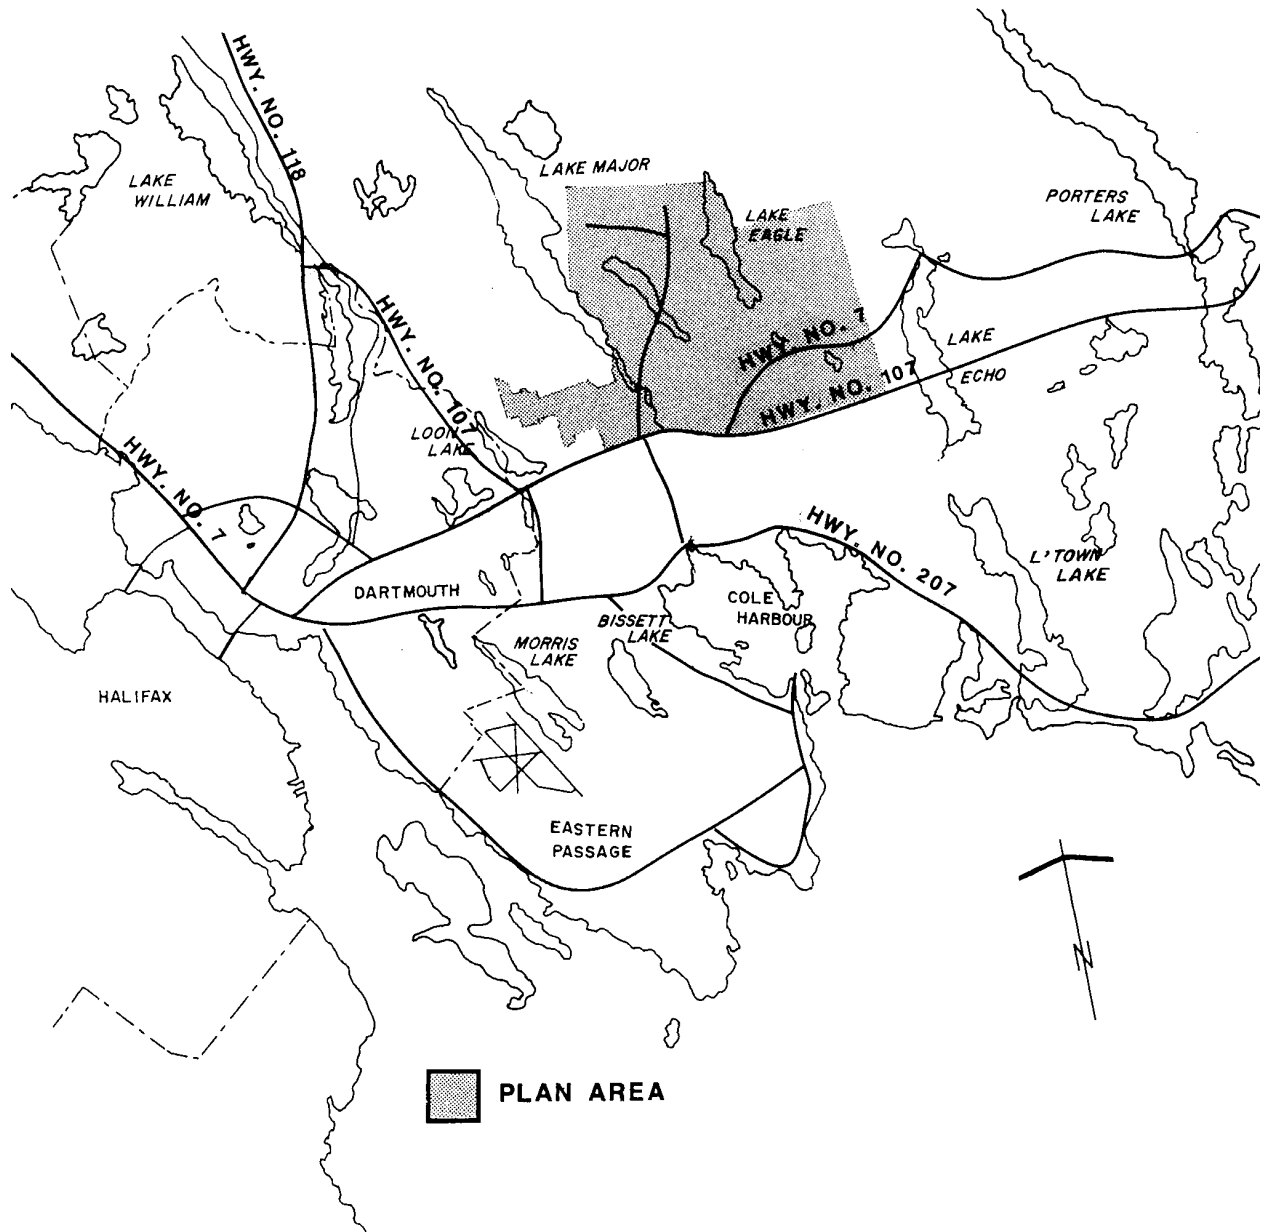 HWY. NO. 118
LAKE
WILLIAM
LAKE MAJOR
LAKE
EAGLE
PORTERS
LAKE
HWY. NO. 107
HWY. NO. 7
LAKE
ECHO
HWY. NO. 107
LOON
LAKE
HWY. NO. 7
HWY. NO. 207
L'TOWN
LAKE
DARTMOUTH
COLE
HARBOUR
BISSETT
LAKE
MORRIS
LAKE
HALIFAX
EASTERN
PASSAGE
N
PLAN AREA